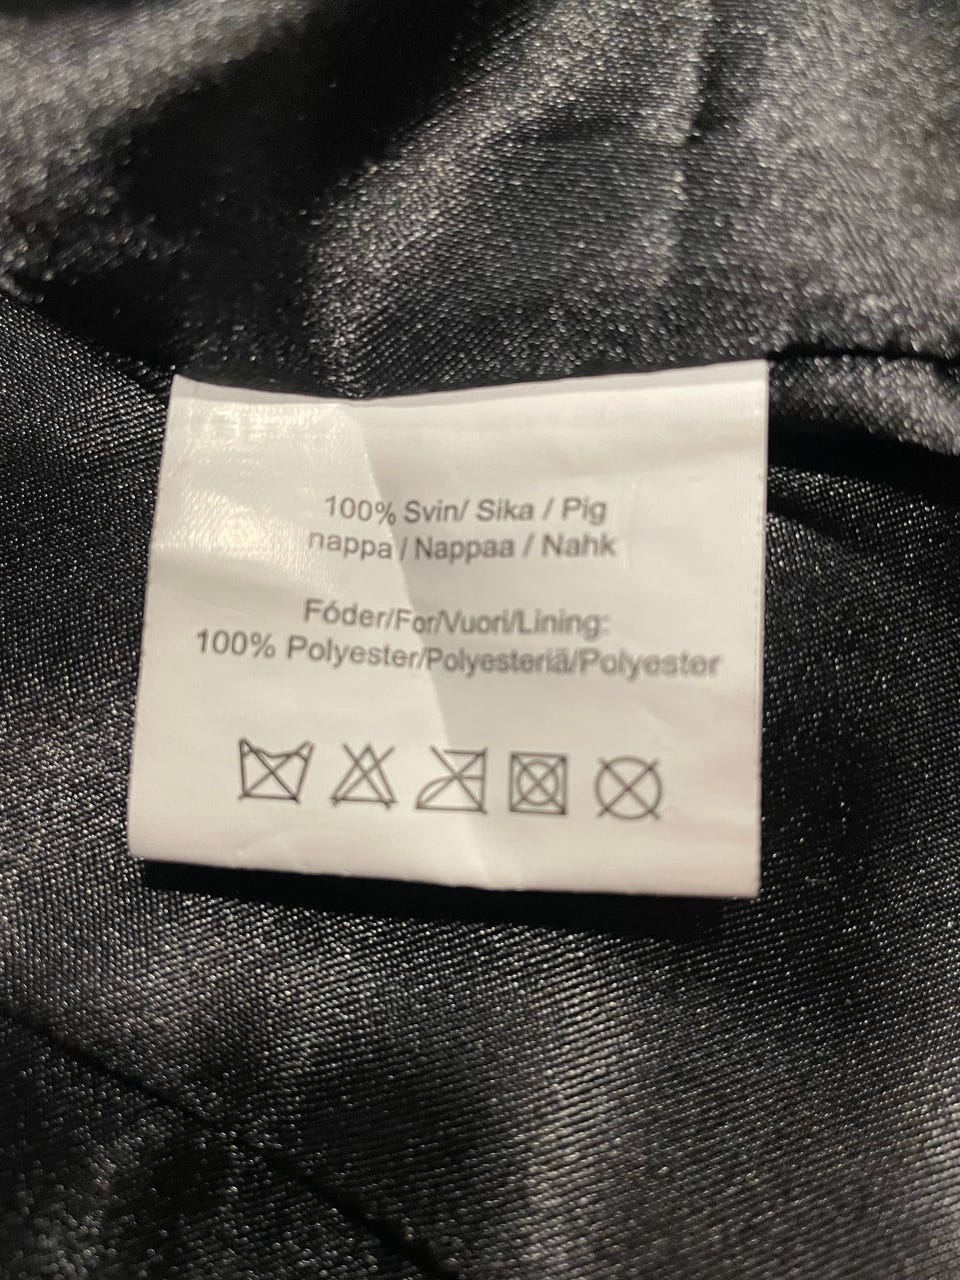 100% Svin/ Sika / Pig
nappa / Nappaa / Nahk
Fóder/For/Vuori/Lining:
100% Polyester/Polyesteriä/Polyester